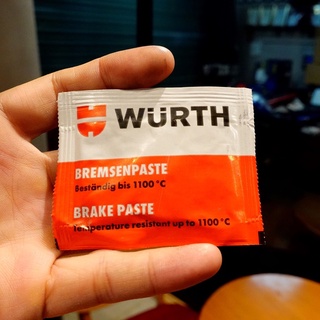 WÜRTH
BREMSENPASTE
Beständig bis 1100 °C
BRAKE PASTE
Temperature resistant up to 1100 °C